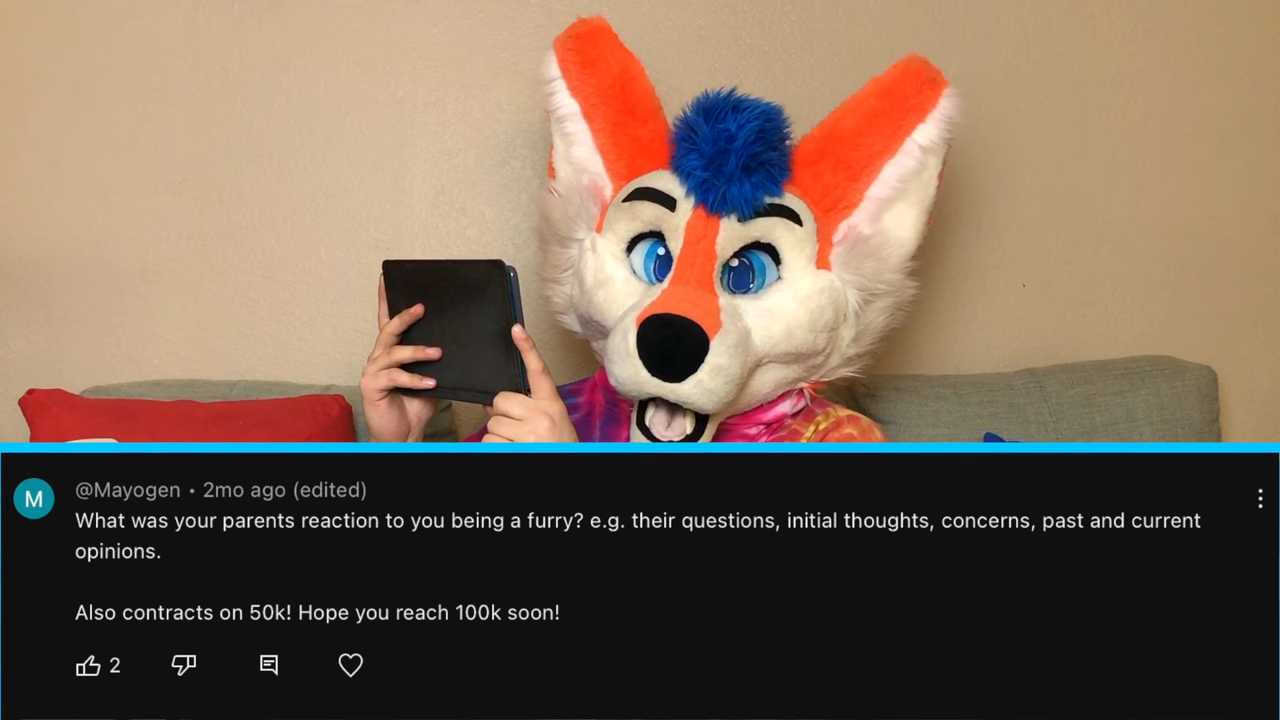 M
@Mayogen • 2mo ago (edited)
What was your parents reaction to you being a furry? e.g. their questions, initial thoughts, concerns, past and current
opinions.
Also contracts on 50k! Hope you reach 100k soon!
2